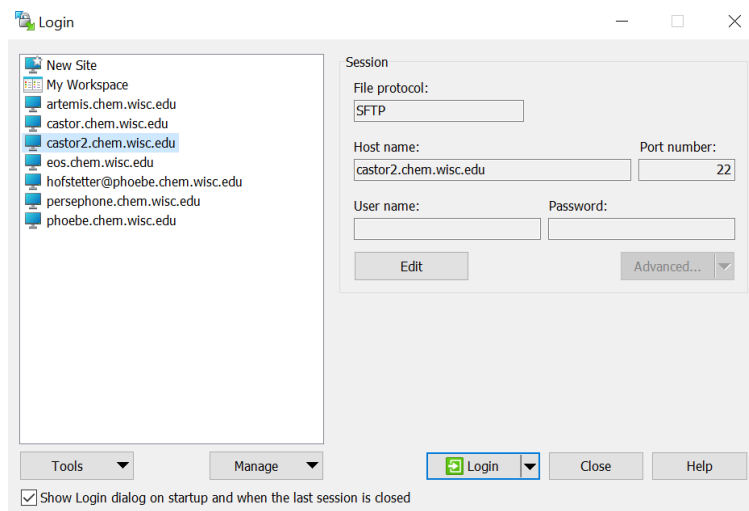 Login
New Site
My Workspace
artemis.chem.wisc.edu
castor.chem.wisc.edu
castor2.chem.wisc.edu
eos.chem.wisc.edu
hofstetter@phoebe.chem.wisc.edu
persephone.chem.wisc.edu
phoebe.chem.wisc.edu
Session
File protocol:
SFTP
Host name:
Port number:
castor2.chem.wisc.edu
22
User name:
Password:
Edit
Advanced...
Tools
Manage
Login
Close
Help
Show Login dialog on startup and when the last session is closed